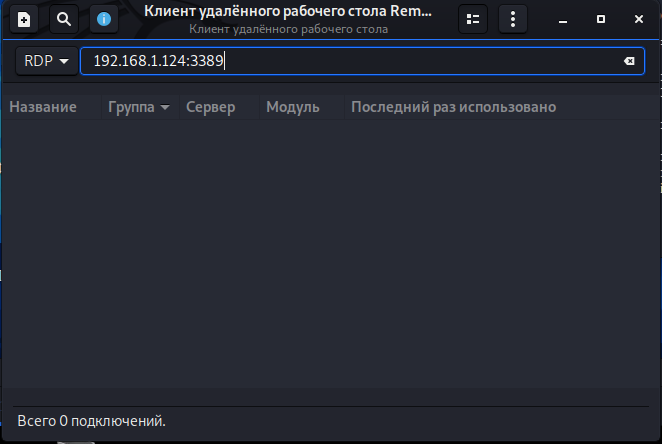 Клиент удалённого рабочего стола Rem...
Клиент удалённого рабочего стола
RDP 192.168.1.124:3389
Название Группа Сервер Модуль Последний раз использовано
Всего 0 подключений.